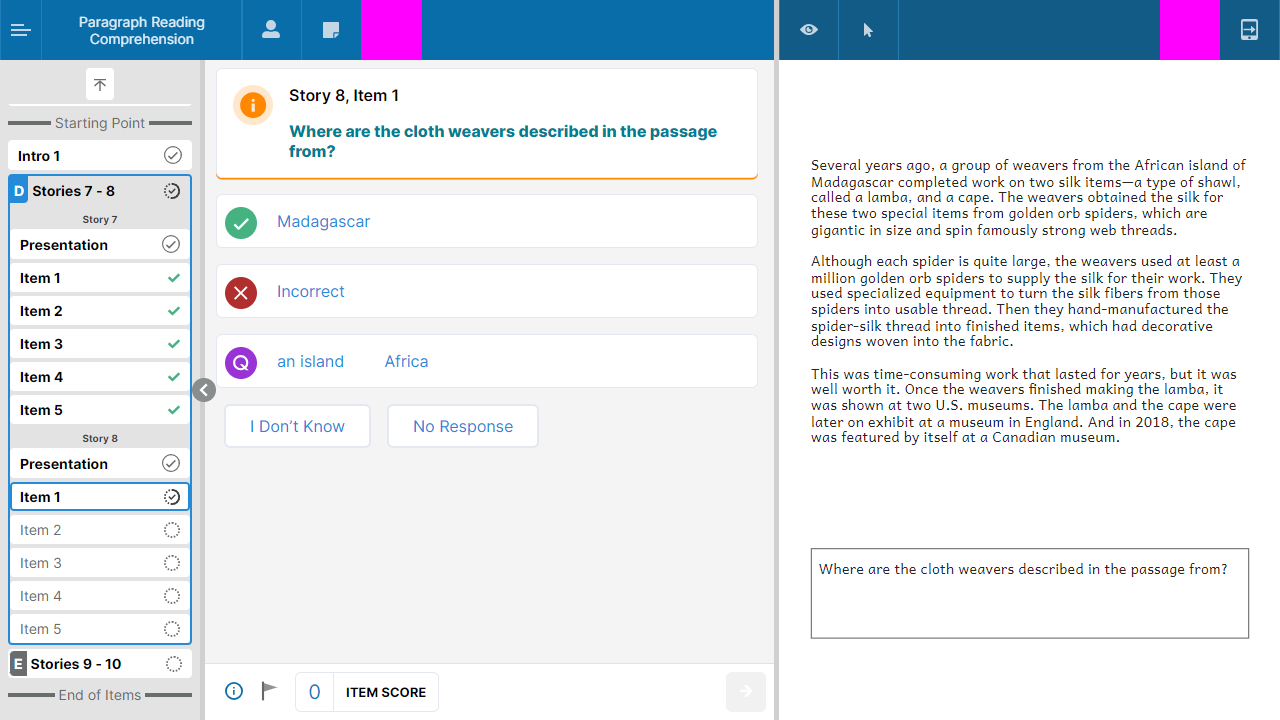 Paragraph Reading
Comprehension
Starting Point
Intro 1
D Stories 7 - 8
Story 7
Presentation
Item 1
Item 2
Item 3
Item 4
Item 5
Story 8
Presentation
Item 1
Item 2
Item 3
Item 4
Item 5
E Stories 9 - 10
End of Items
Story 8, Item 1
Where are the cloth weavers described in the passage
from?
Madagascar
Incorrect
Q an island Africa
I Don't Know No Response
0 ITEM SCORE
Several years ago, a group of weavers from the African island of
Madagascar completed work on two silk items—a type of shawl,
called a lamba, and a cape. The weavers obtained the silk for
these two special items from golden orb spiders, which are
gigantic in size and spin famously strong web threads.
Although each spider is quite large, the weavers used at least a
million golden orb spiders to supply the silk for their work. They
used specialized equipment to turn the silk fibers from those
spiders into usable thread. Then they hand-manufactured the
spider-silk thread into finished items, which had decorative
designs woven into the fabric.
This was time-consuming work that lasted for years, but it was
well worth it. Once the weavers finished making the lamba, it
was shown at two U.S. museums. The lamba and the cape were
later on exhibit at a museum in England. And in 2018, the cape
was featured by itself at a Canadian museum.
Where are the cloth weavers described in the passage from?